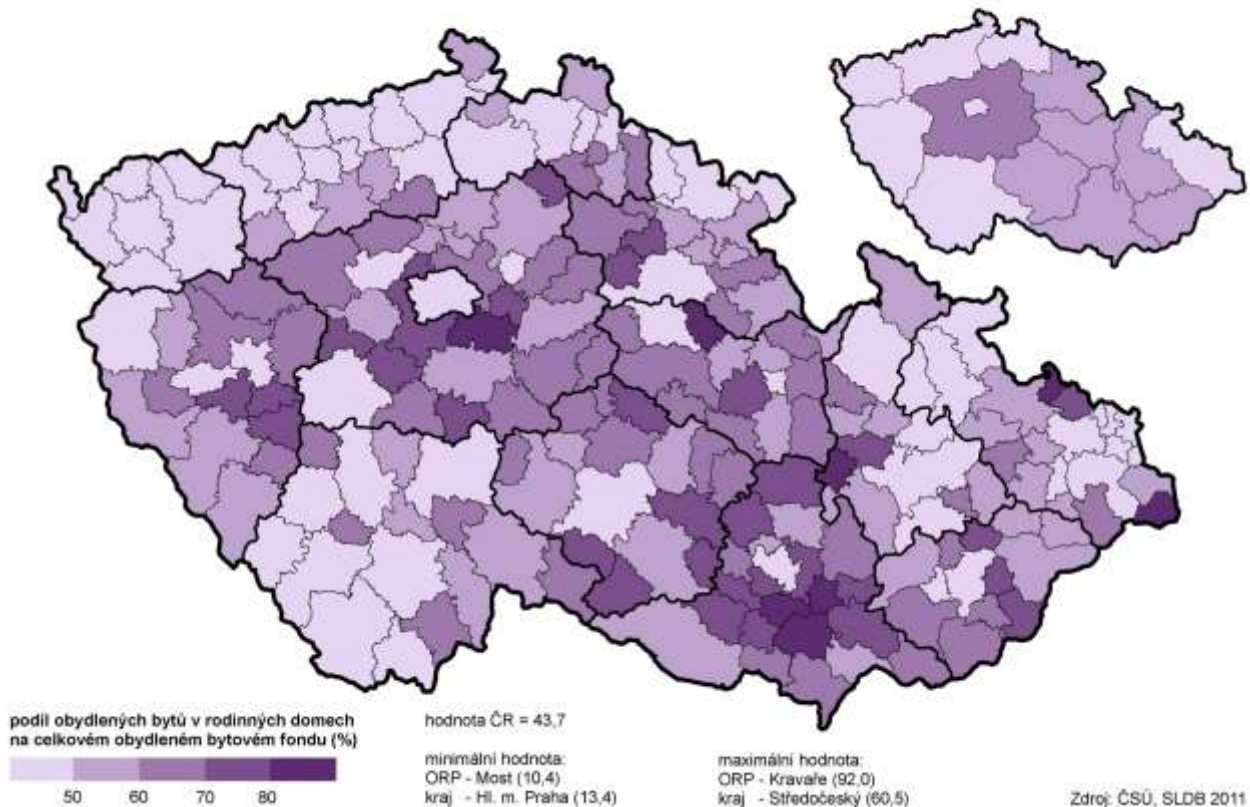 podíl obydlených bytů v rodinných domech
na celkovém obydleném bytovém fondu (%)
50 60 70 80
hodnota ČR = 43,7
minimální hodnota:
ORP - Most (10,4)
kraj - Hl. m. Praha (13,4)
maximální hodnota:
ORP - Kravaře (92,0)
kraj - Středočeský (60,5)
Zdroj: ČSÚ, SLDB 2011